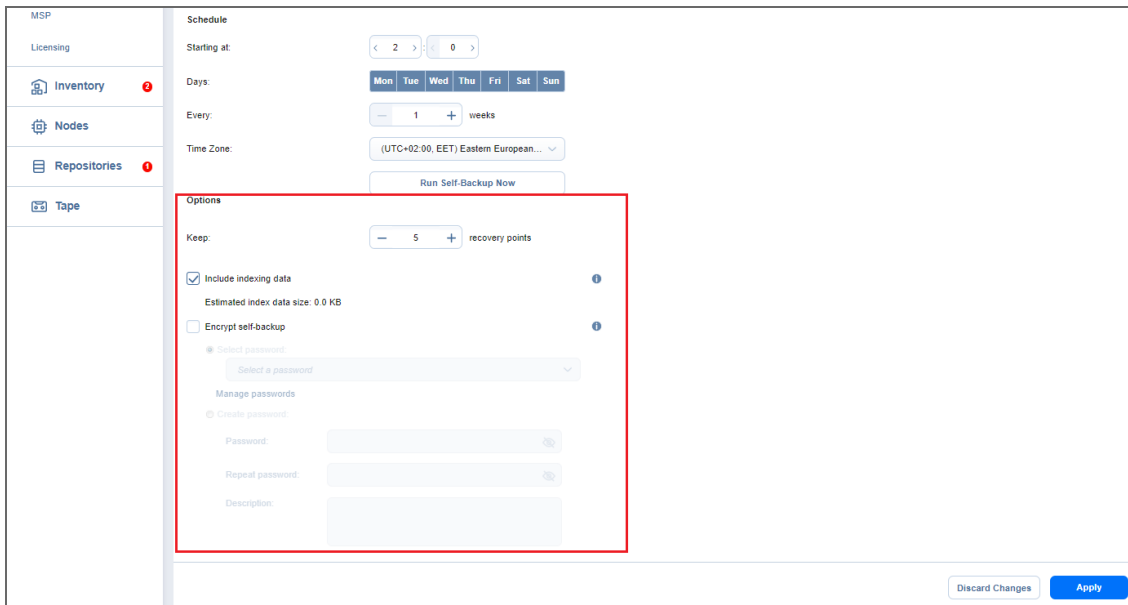 MSP
Licensing
Inventory 2
Nodes
Repositories 1
Tape
Schedule
Starting at: 2 : 0
Days: Mon Tue Wed Thu Fri Sat Sun
Every: 1 weeks
Time Zone: (UTC+02:00, EET) Eastern European...
Run Self-Backup Now
Options
Keep: 5 recovery points
Include indexing data
Estimated index data size: 0.0 KB
Encrypt self-backup
Select password:
Select a password
Manage passwords
Create password:
Password:
Repeat password:
Description:
Discard Changes Apply